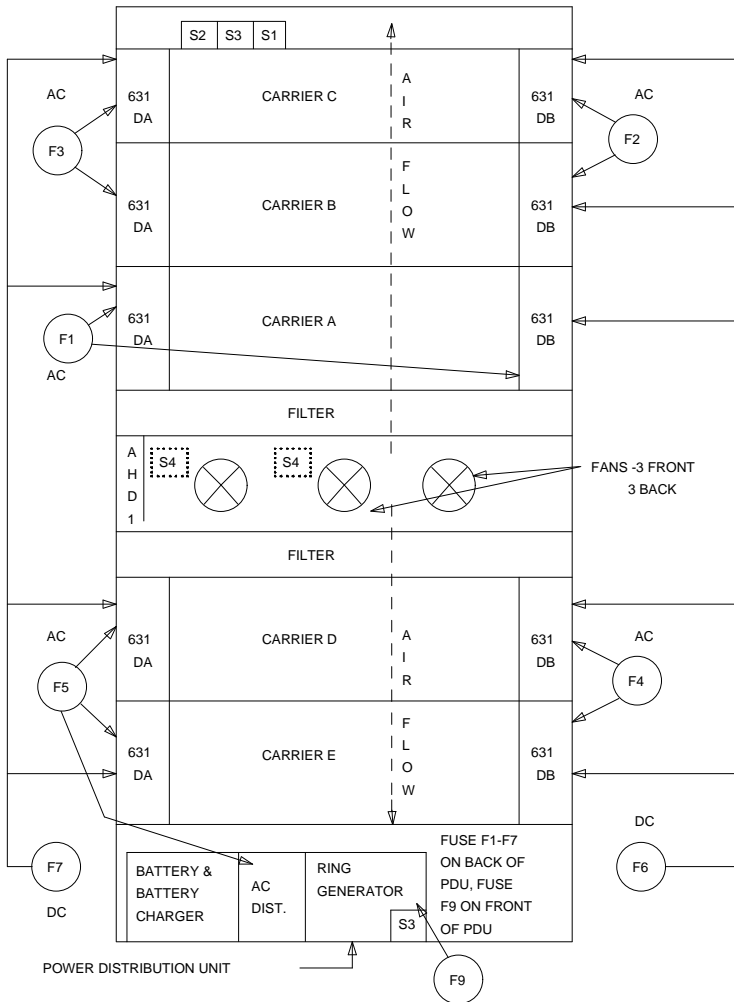 S2 S3 S1
AC
631
DA
CARRIER C
A
I
R
631
DB
AC
F3
F2
631
DA
CARRIER B
F
L
O
W
631
DB
631
DA
CARRIER A
631
DB
F1
AC
FILTER
A
H
D
1
S4
S4
FANS -3 FRONT
3 BACK
FILTER
AC
631
DA
CARRIER D
A
I
R
631
DB
AC
F5
F4
631
DA
CARRIER E
F
L
O
W
631
DB
F7
DC
BATTERY &
BATTERY
CHARGER
AC
DIST.
RING
GENERATOR
S3
FUSE F1-F7
ON BACK OF
PDU, FUSE
F9 ON FRONT
OF PDU
DC
F6
POWER DISTRIBUTION UNIT
F9